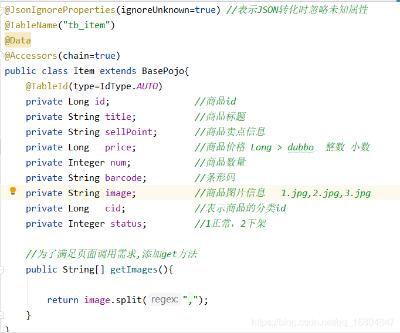 @JsonIgnoreProperties(ignoreUnknown=true) //表示JSON转化时忽略未知属性
@TableName("tb_item")
@Data
@Accessors(chain=true)
public class Item extends BasePojo{
@TableId(type=IdType.AUTO)
private Long id; //商品id
private String title; //商品标题
private String sellPoint; //商品卖点信息
private Long price; //商品价格 Long > dubbo 整数 小数
private Integer num; //商品数量
private String barcode; //条形码
private String image; //商品图片信息 1.jpg,2.jpg,3.jpg
private Long cid; //表示商品的分类id
private Integer status; //1正常，2下架
//为了满足页面调用需求,添加get方法
public String[] getImages(){
return image.split( regex: ",");
}
}